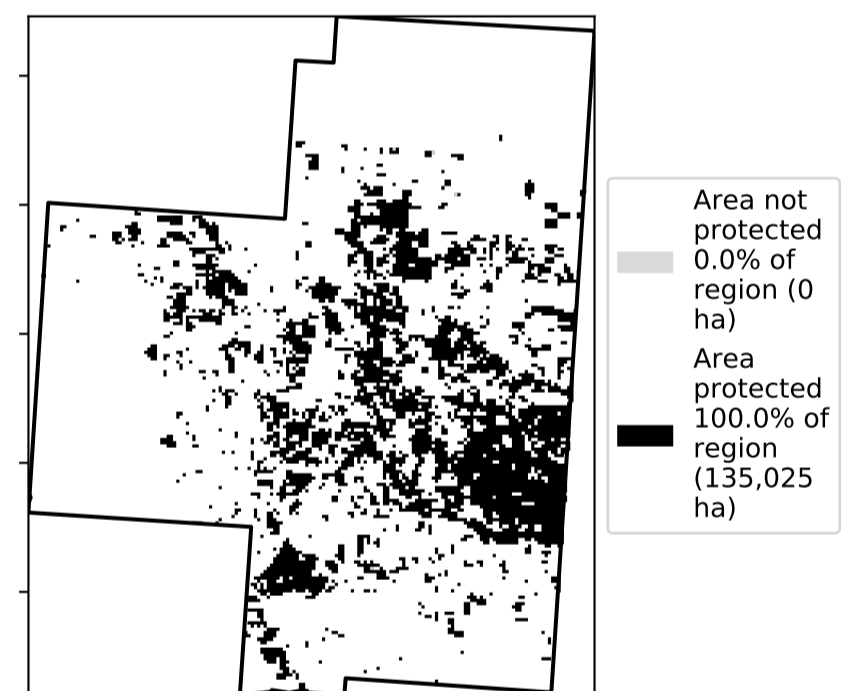 Area not
protected
0.0% of
region (0
ha)
Area
protected
100.0% of
region
(135,025
ha)